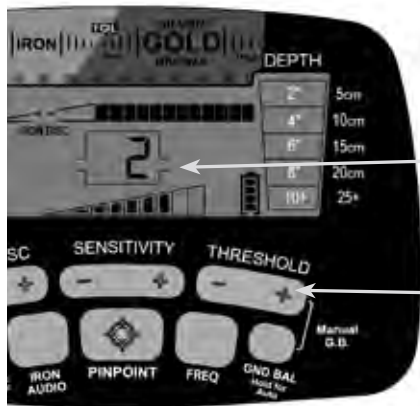 IRON FOIL GOLD
DEPTH
2" 5cm
4" 10cm
IRON DISC
6" 15cm
2
8" 20cm
10+ 25+
SC SENSITIVITY THRESHOLD
+ - + - +
Manual
G.B.
IRON
AUDIO
PINPOINT
FREQ
GND BAL
Hold for
Auto